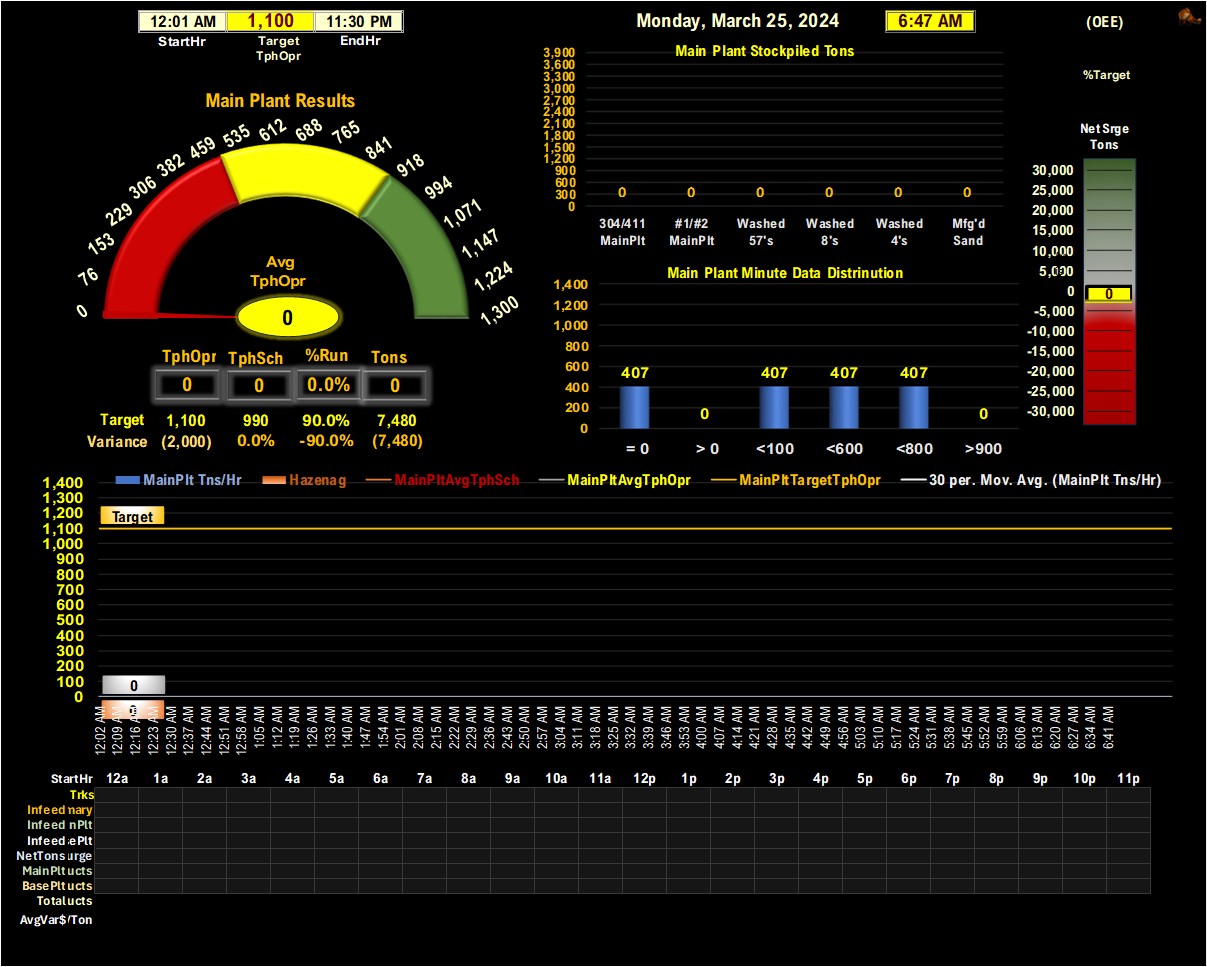 12:01 AM 1,100 11:30 PM
StartHr Target TphOpr EndHr
Monday, March 25, 2024 6:47 AM
(OEE)
%Target
Main Plant Results
0 76 153 229 306 382 459 535 612 688 765 841 918 994 1,071 1,147 1,224 1,300
Avg
TphOpr
0
TphOpr TphSch %Run Tons
0 0 0.0% 0
Target 1,100 990 90.0% 7,480
Variance (2,000) 0.0% -90.0% (7,480)
Main Plant Stockpiled Tons
3,900
3,600
3,300
3,000
2,700
2,400
2,100
1,800
1,500
1,200
900
600
300
0
0 0 0 0 0 0
304/411 #1/#2 Washed Washed Washed Mfg'd
MainPlt MainPlt 57's 8's 4's Sand
Main Plant Minute Data Distrinution
1,400
1,200
1,000
800
600
400
200
0
407 0 407 407 407 0
= 0 > 0 <100 <600 <800 >900
Net Srge
Tons
30,000
25,000
20,000
15,000
10,000
5,000
0
-5,000
-10,000
-15,000
-20,000
-25,000
-30,000
0
MainPlt Tns/Hr Hazenag MainPltAvgTphSch MainPltAvgTphOpr MainPltTargetTphOpr 30 per. Mov. Avg. (MainPlt Tns/Hr)
1,400
1,300
1,200
1,100
1,000
900
800
700
600
500
400
300
200
100
0
Target
0
12:02 AM 12:09 AM 12:16 AM 12:23 AM 12:30 AM 12:37 AM 12:44 AM 12:51 AM 12:58 AM 1:05 AM 1:12 AM 1:19 AM 1:26 AM 1:33 AM 1:40 AM 1:47 AM 1:54 AM 2:01 AM 2:08 AM 2:15 AM 2:22 AM 2:29 AM 2:36 AM 2:43 AM 2:50 AM 2:57 AM 3:04 AM 3:11 AM 3:18 AM 3:25 AM 3:32 AM 3:39 AM 3:46 AM 3:53 AM 4:00 AM 4:07 AM 4:14 AM 4:21 AM 4:28 AM 4:35 AM 4:42 AM 4:49 AM 4:56 AM 5:03 AM 5:10 AM 5:17 AM 5:24 AM 5:31 AM 5:38 AM 5:45 AM 5:52 AM 5:59 AM 6:06 AM 6:13 AM 6:20 AM 6:27 AM 6:34 AM 6:41 AM
StartHr 12a 1a 2a 3a 4a 5a 6a 7a 8a 9a 10a 11a 12p 1p 2p 3p 4p 5p 6p 7p 8p 9p 10p 11p
Trks
Infeed
Infeed
Infeed
NetTons
MainPlt
BasePlt
Total
AvgVar$/Ton